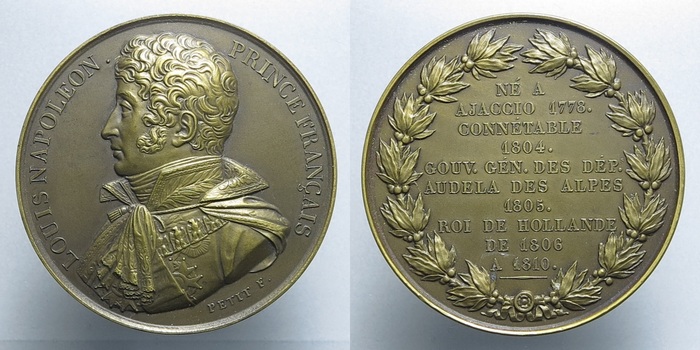 LOUIS NAPOLEON. PRINCE FRANÇAIS
PETIT F.
NÉ A
AJACCIO 1778.
CONNÉTABLE
1804.
GOUV. GÉN. DES DÉP.
AUDELA DES ALPES
1805.
ROI DE HOLLANDE
DE 1806
A 1810.